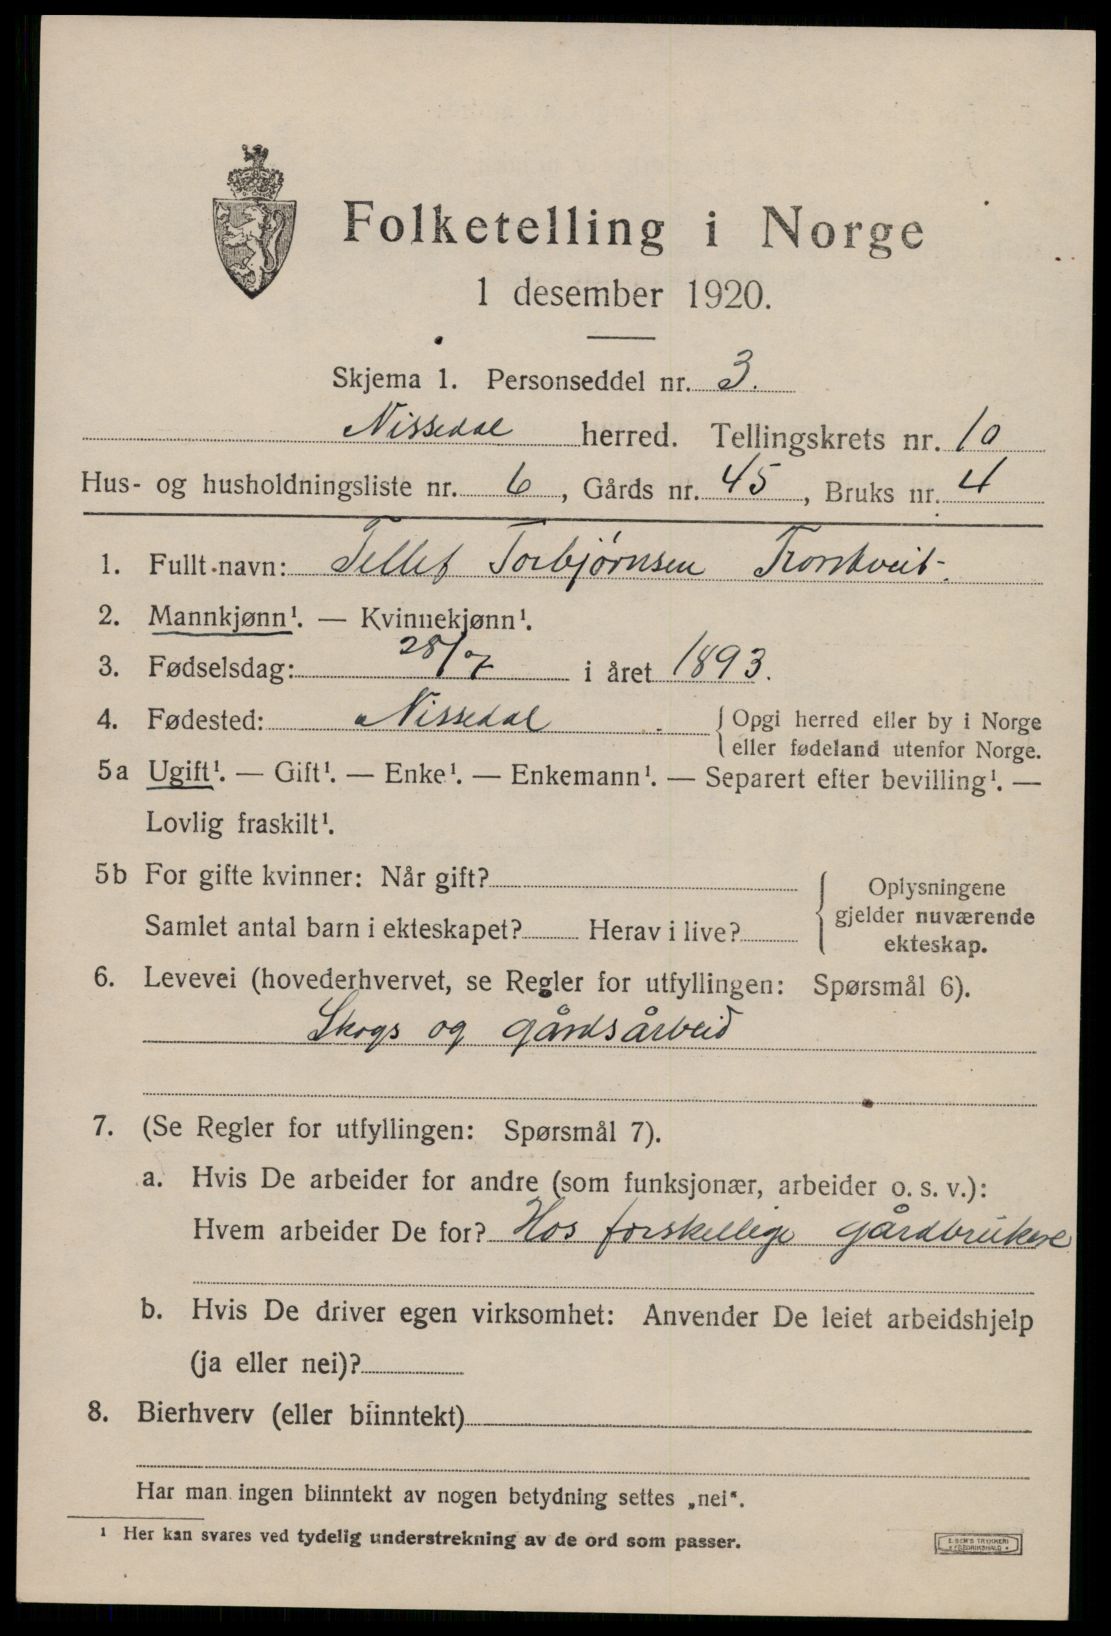 Folketelling i Norge
1 desember 1920.
Skjema 1. Personseddel nr. 3.
Nissedal herred. Tellingskrets nr. 10
Hus- og husholdningsliste nr. 6, Gårds nr. 45, Bruks nr. 4
1. Fullt navn: Tellef Torbjørnsen Tronstveit.
2. Mannkjønn¹. — Kvinnekjønn¹.
3. Fødselsdag: 28/7 i året 1893.
4. Fødested: Nissedal { Opgi herred eller by i Norge
eller fødeland utenfor Norge.
5a Ugift¹. — Gift¹. — Enke¹. — Enkemann¹. — Separert efter bevilling¹. —
Lovlig fraskilt¹.
5b For gifte kvinner: Når gift?
Samlet antal barn i ekteskapet? Herav i live?
Oplysningene
gjelder nuværende
ekteskap.
6. Levevei (hovederhvervet, se Regler for utfyllingen: Spørsmål 6).
Skogs og gårdsårbeid
7. (Se Regler for utfyllingen: Spørsmål 7).
a. Hvis De arbeider for andre (som funksjonær, arbeider o. s. v.):
Hvem arbeider De for? Hos forskellige gårdbrukere
b. Hvis De driver egen virksomhet: Anvender De leiet arbeidshjelp
(ja eller nei)?
8. Bierhverv (eller biinntekt)
Har man ingen biinntekt av nogen betydning settes „nei“.
¹ Her kan svares ved tydelig understrekning av de ord som passer.